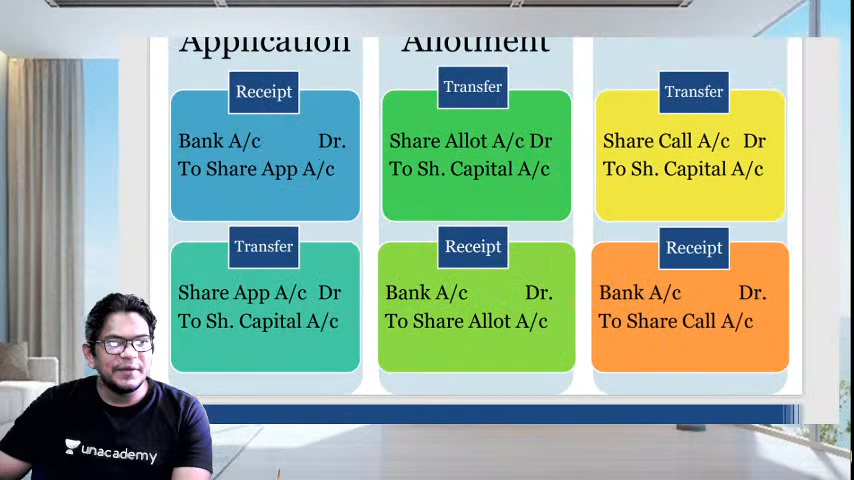 Application
Allotment
Receipt
Bank A/c Dr.
To Share App A/c
Transfer
Share App A/c Dr
To Sh. Capital A/c
Transfer
Share Allot A/c Dr
To Sh. Capital A/c
Receipt
Bank A/c Dr.
To Share Allot A/c
Transfer
Share Call A/c Dr
To Sh. Capital A/c
Receipt
Bank A/c Dr.
To Share Call A/c
unacademy